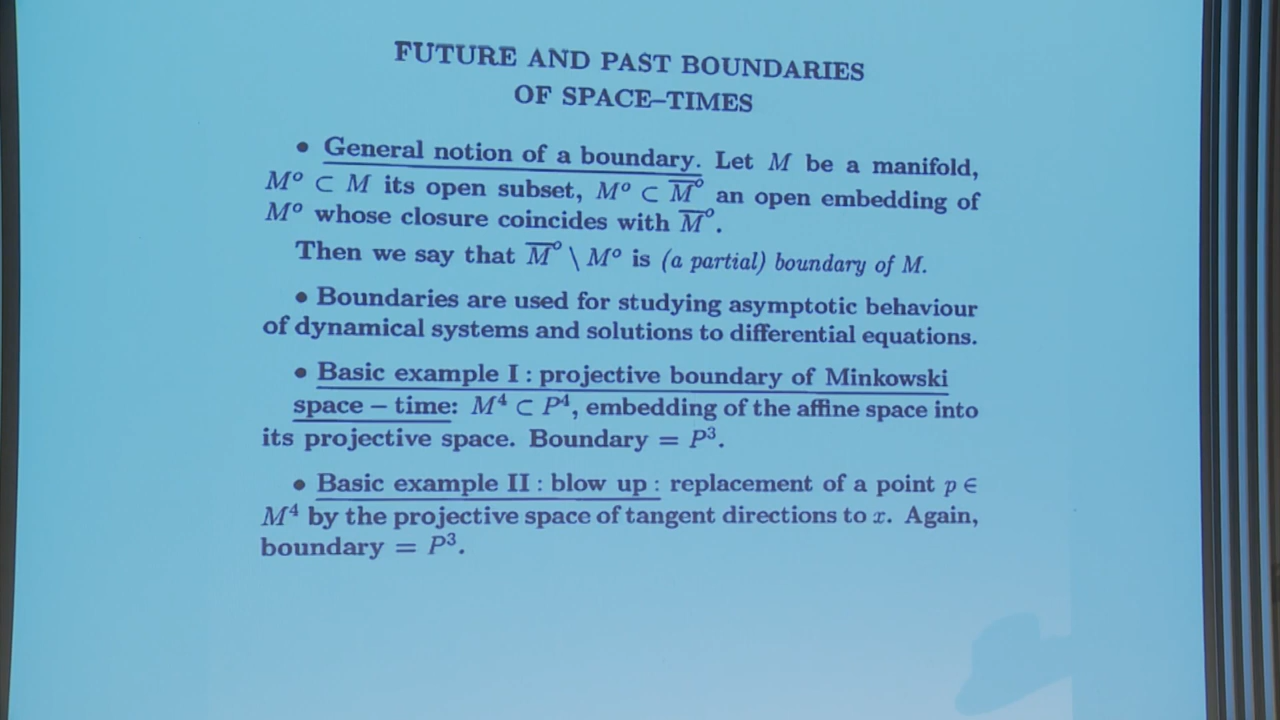 FUTURE AND PAST BOUNDARIES
OF SPACE–TIMES
• General notion of a boundary. Let M be a manifold,
M° ⊂ M its open subset, M° ⊂ M̅° an open embedding of
M° whose closure coincides with M̅°.
Then we say that M̅° \ M° is (a partial) boundary of M.
• Boundaries are used for studying asymptotic behaviour
of dynamical systems and solutions to differential equations.
• Basic example I : projective boundary of Minkowski
space – time: M⁴ ⊂ P⁴, embedding of the affine space into
its projective space. Boundary = P³.
• Basic example II : blow up : replacement of a point p ∈
M⁴ by the projective space of tangent directions to x. Again,
boundary = P³.